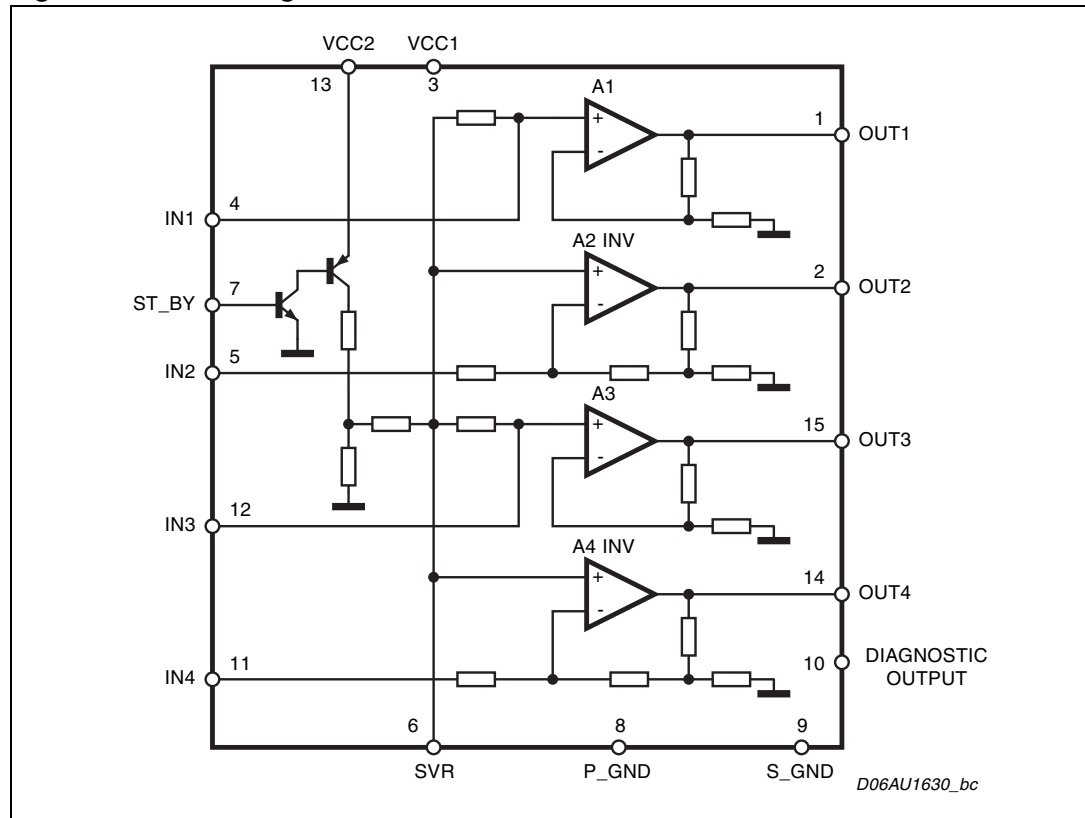 VCC2 VCC1
13 3
A1
+
-
1 OUT1
4
IN1
A2 INV
+
-
2 OUT2
7
ST_BY
5
IN2
A3
+
-
15 OUT3
12
IN3
A4 INV
+
-
14 OUT4
11
IN4
10 DIAGNOSTIC
OUTPUT
6 8 9
SVR P_GND S_GND
D06AU1630_bc